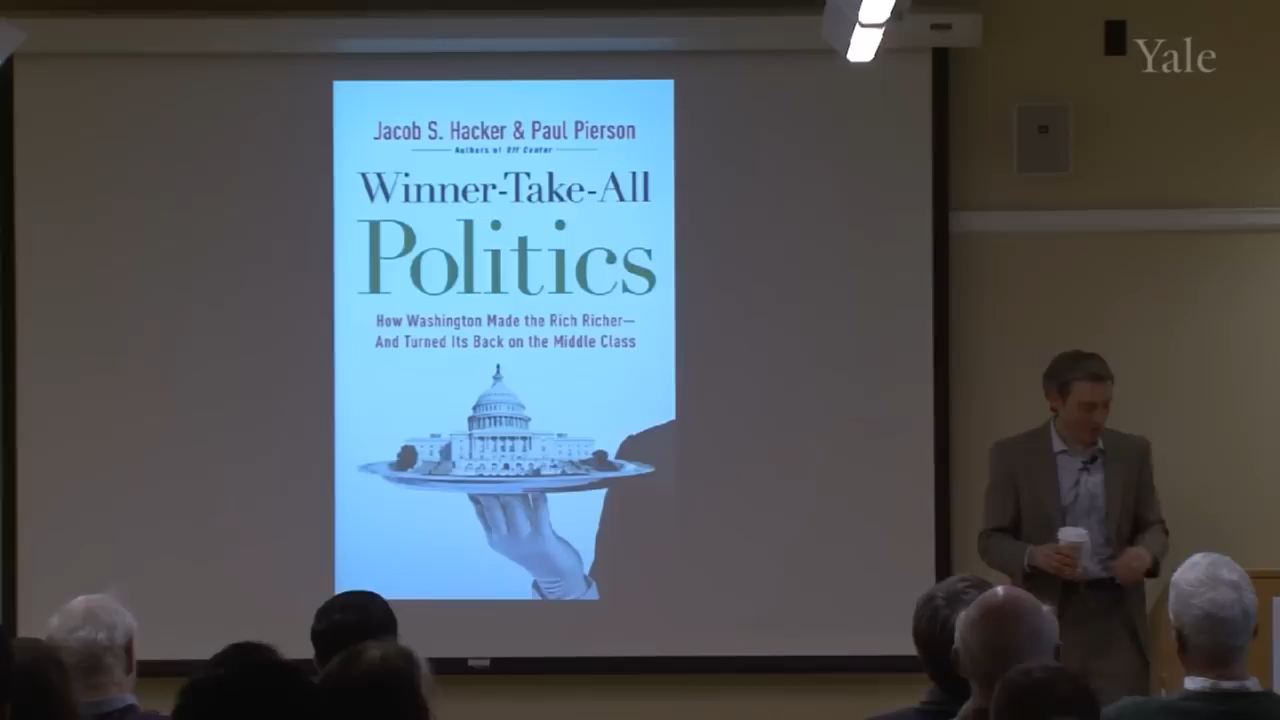 Yale
Jacob S. Hacker & Paul Pierson
Authors of Off Center
Winner-Take-All
Politics
How Washington Made the Rich Richer—
And Turned Its Back on the Middle Class